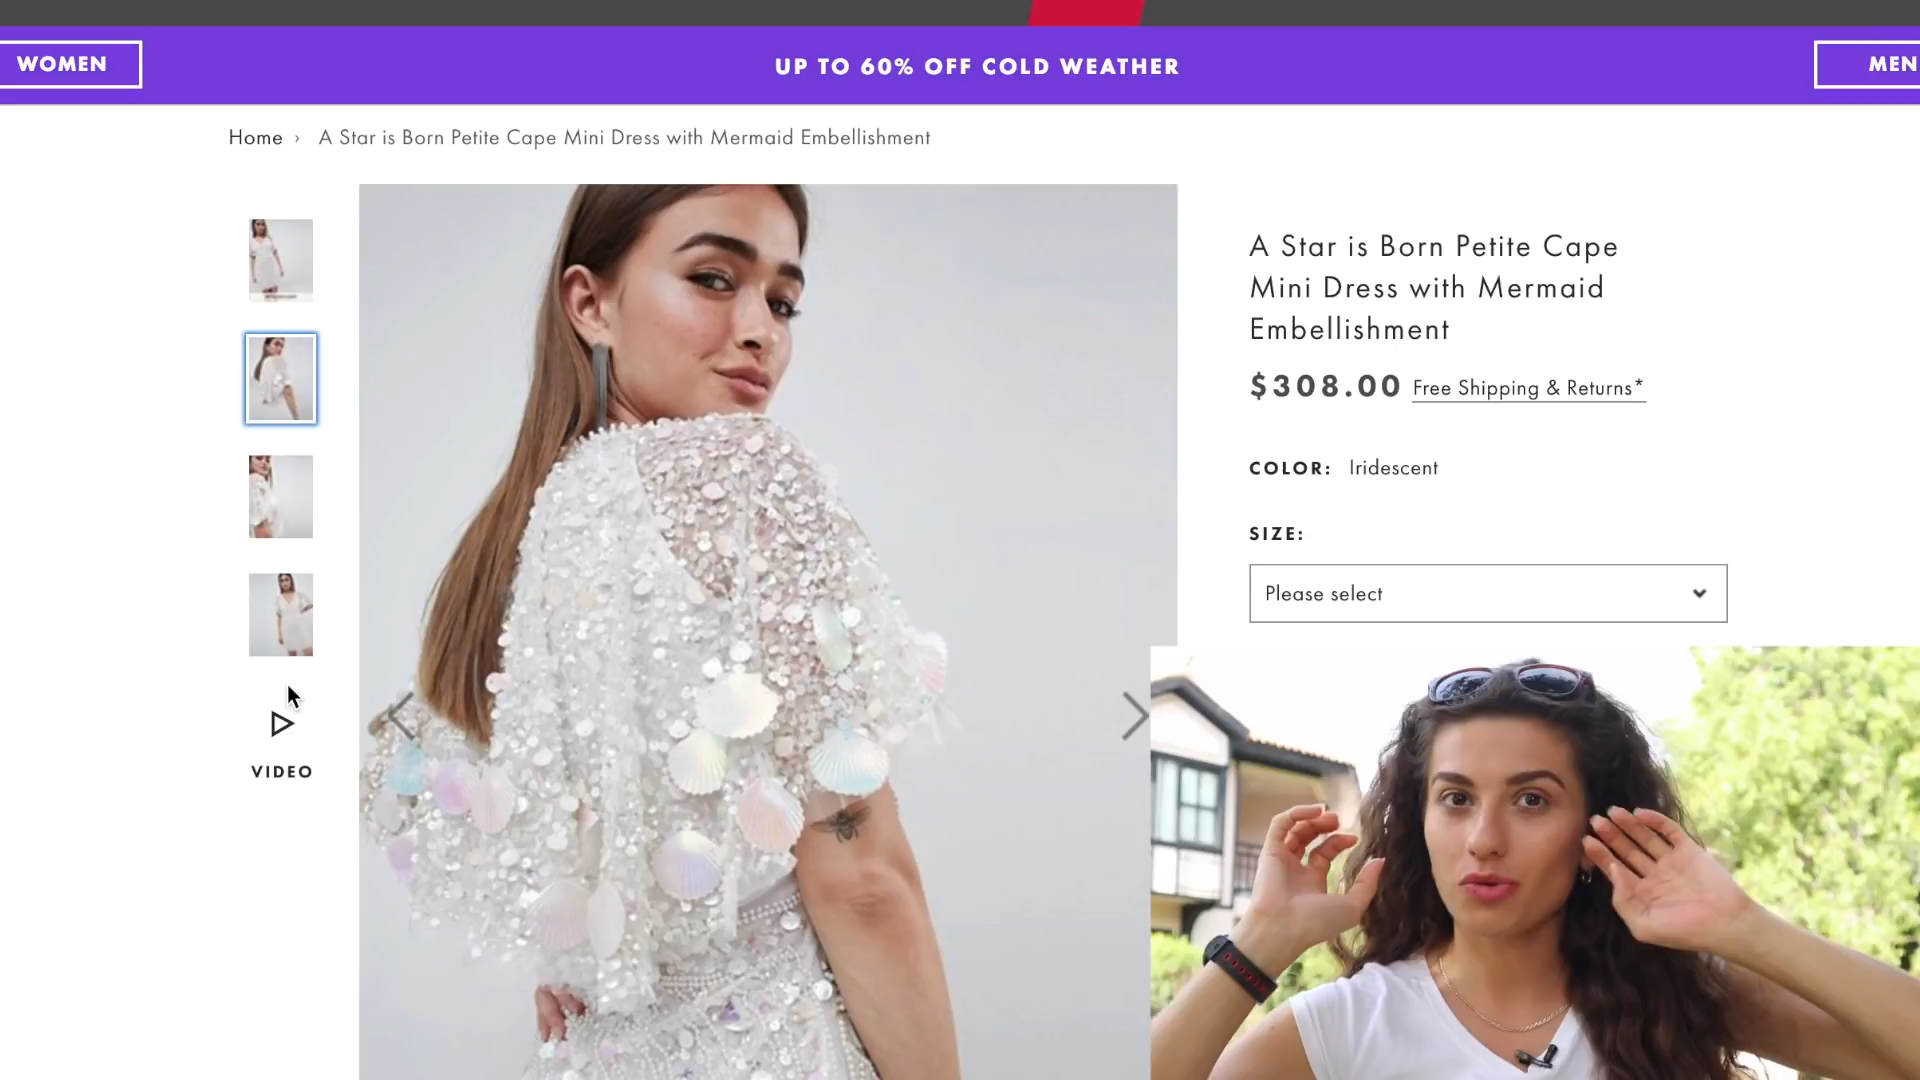 WOMEN
UP TO 60% OFF COLD WEATHER
MEN
Home › A Star is Born Petite Cape Mini Dress with Mermaid Embellishment
A Star is Born Petite Cape
Mini Dress with Mermaid
Embellishment
$308.00 Free Shipping & Returns*
COLOR: Iridescent
SIZE:
Please select
VIDEO